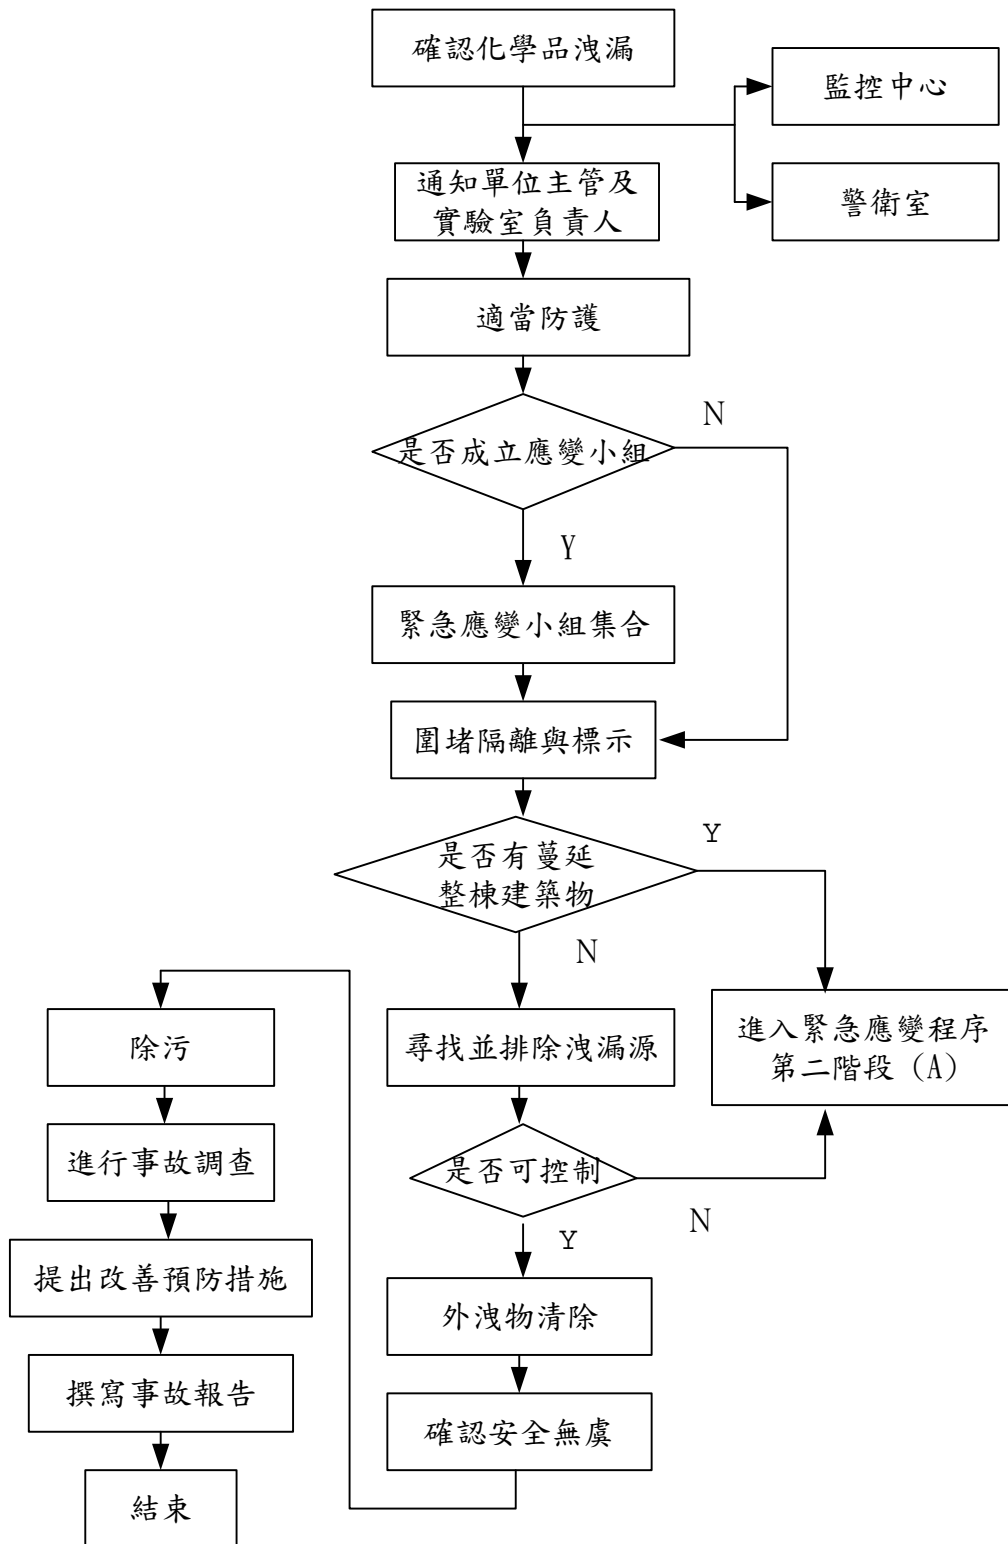 確認化學品洩漏
監控中心
通知單位主管及
實驗室負責人
警衛室
適當防護
N
是否成立應變小組
Y
緊急應變小組集合
圍堵隔離與標示
Y
是否有蔓延
整棟建築物
N
除污
尋找並排除洩漏源
進入緊急應變程序
第二階段（A）
進行事故調查
是否可控制
N
Y
提出改善預防措施
外洩物清除
撰寫事故報告
確認安全無虞
結束